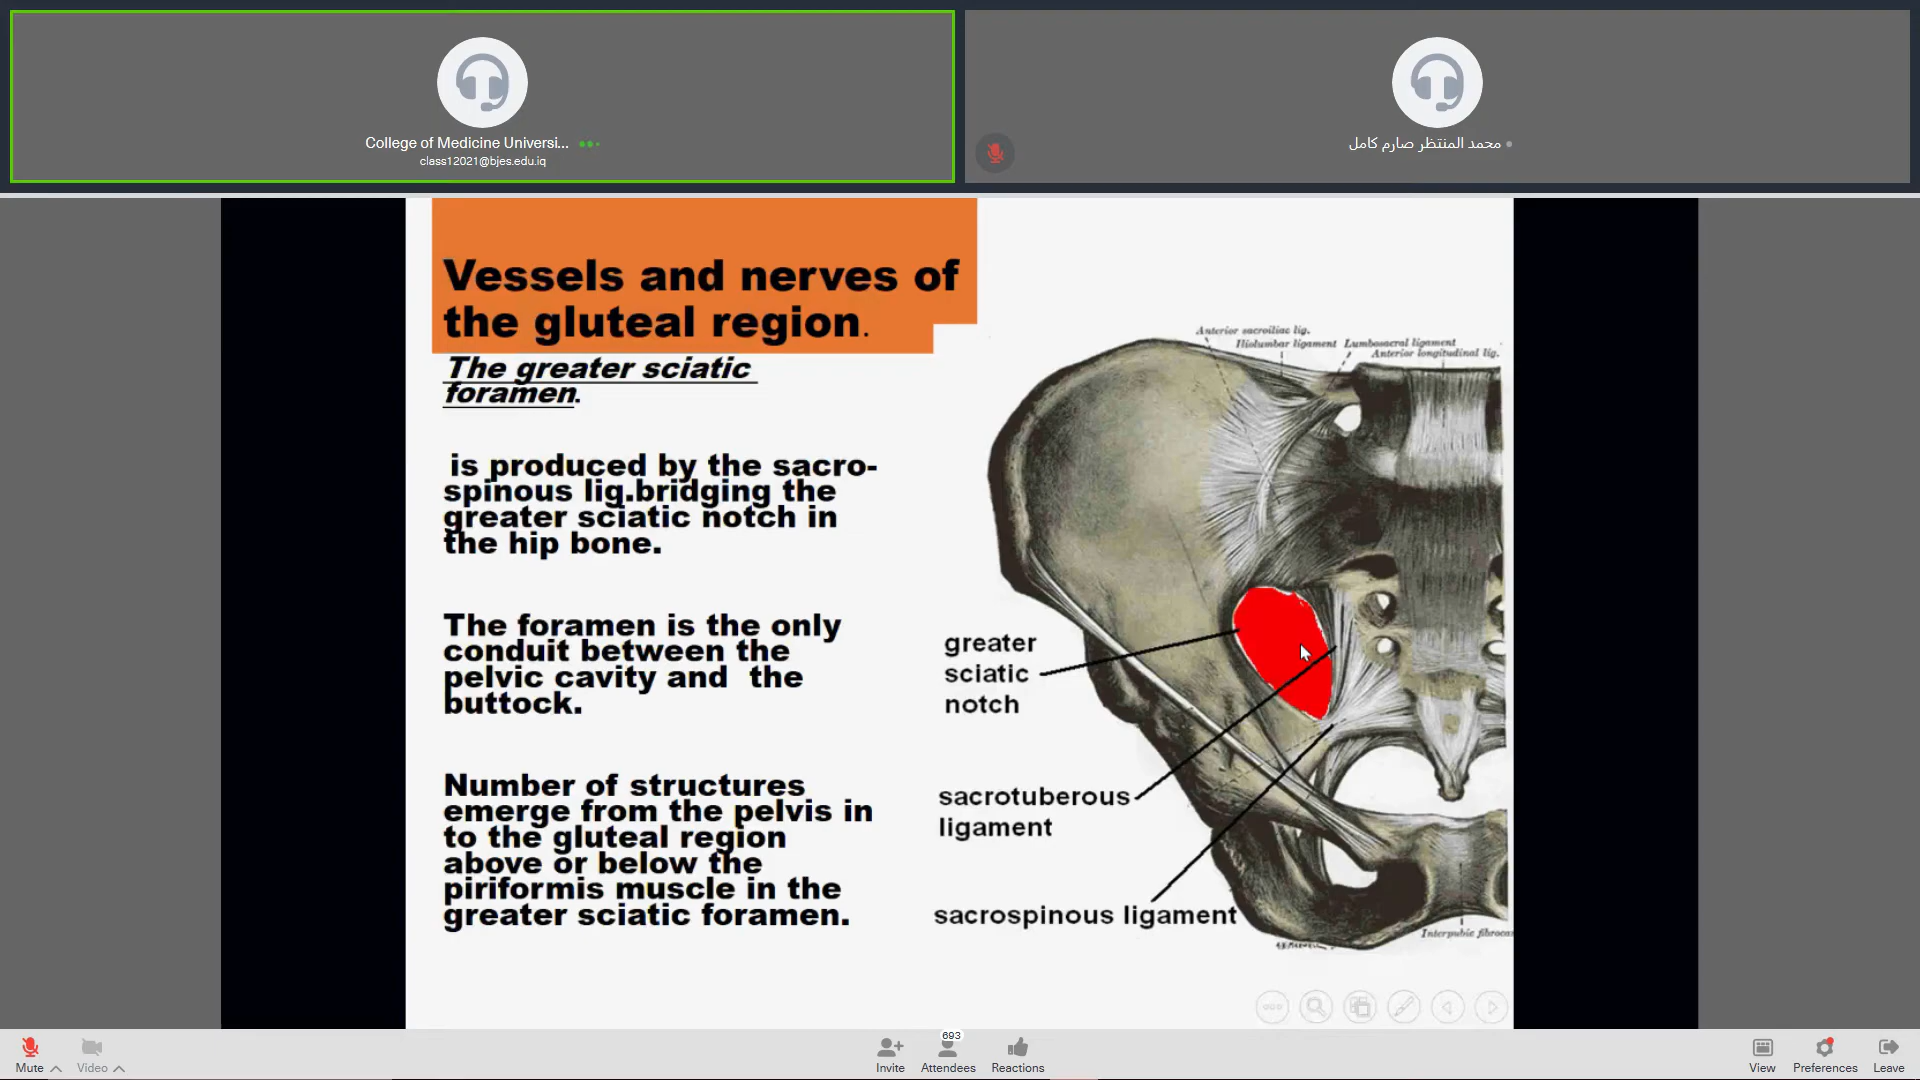 College of Medicine Universi...
class12021@bjes.edu.iq
محمد المنتظر صارم كامل
Vessels and nerves of
the gluteal region.
The greater sciatic
foramen.
is produced by the sacro-
spinous lig.bridging the
greater sciatic notch in
the hip bone.
The foramen is the only
conduit between the
pelvic cavity and the
buttock.
Number of structures
emerge from the pelvis in
to the gluteal region
above or below the
piriformis muscle in the
greater sciatic foramen.
Anterior sacroiliac lig.
Iliolumbar ligament
Lumbosacral ligament
Anterior longitudinal lig.
greater
sciatic
notch
sacrotuberous
ligament
sacrospinous ligament
Interpubic fibrocar
Mute
Video
Invite
693
Attendees
Reactions
View
Preferences
Leave